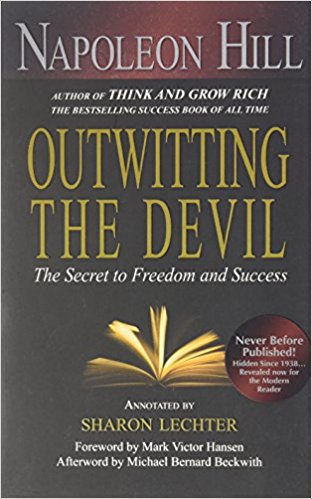 NAPOLEON HILL
AUTHOR OF THINK AND GROW RICH
THE BESTSELLING SUCCESS BOOK OF ALL TIME
OUTWITTING
THE DEVIL
The Secret to Freedom and Success
Never Before
Published!
Hidden Since 1938...
Revealed now for
the Modern
Reader
ANNOTATED BY
SHARON LECHTER
Foreword by Mark Victor Hansen
Afterword by Michael Bernard Beckwith